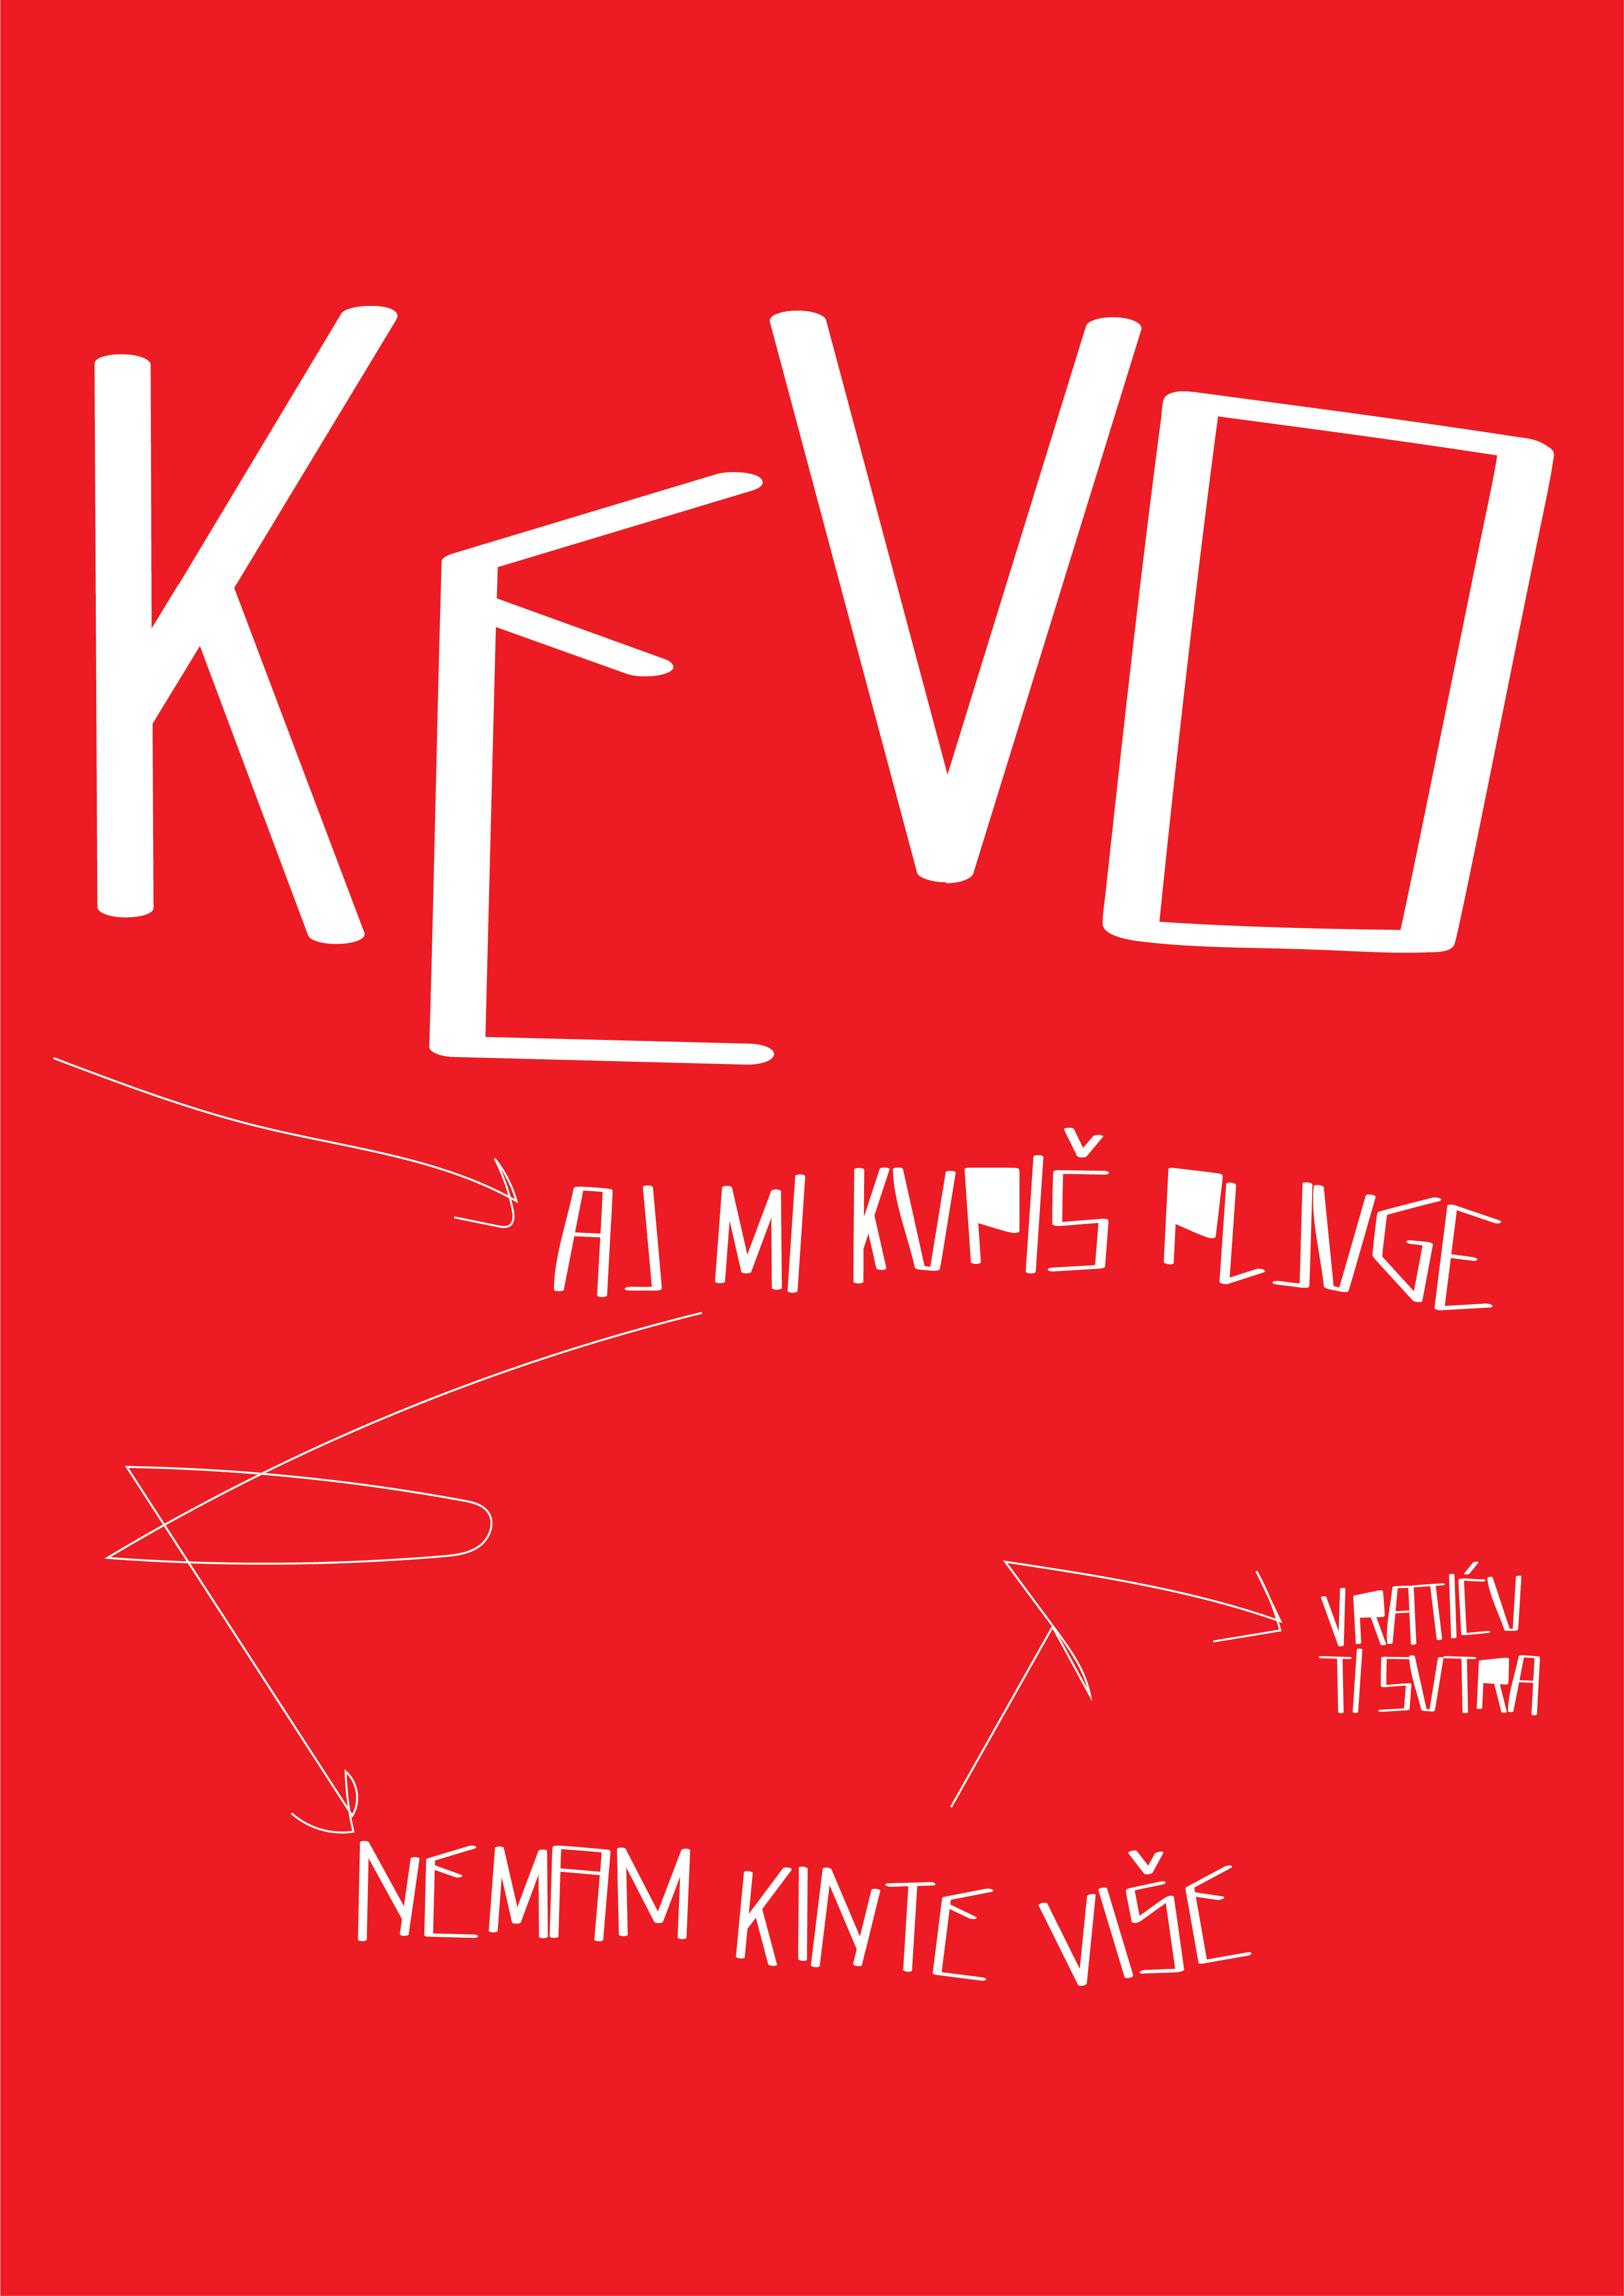 KEVO
AJ MI KUPIŠ PLJUGE
NEMAM KINTE VIŠE
VRATIĆU
TI SUTRA